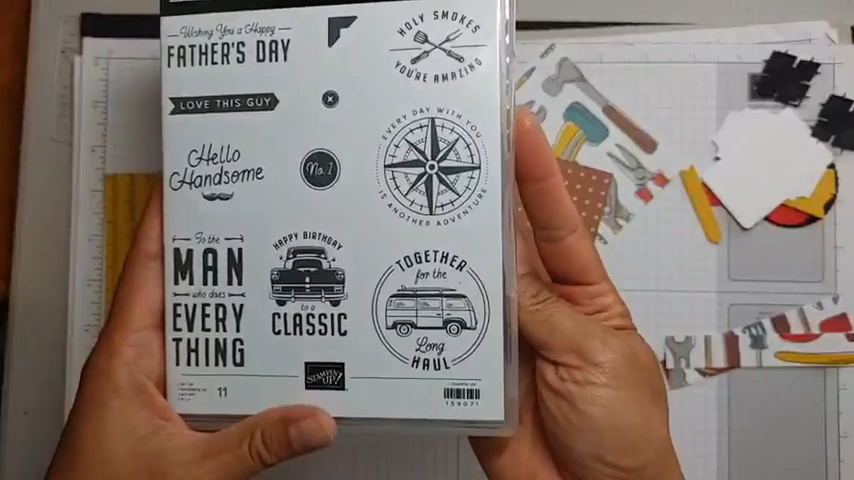 Wishing You a Happy
FATHER'S DAY
HOLY SMOKES
YOU'RE AMAZING
LOVE THIS GUY
Hello
Handsome
No. 1
EVERY DAY WITH YOU
IS ANOTHER ADVENTURE
To the
MAN
who does
EVERY
THING
HAPPY BIRTHDAY
to a
CLASSIC
TOGETHER
for the
Long
HAUL
11
STAMPIN' UP!
159071